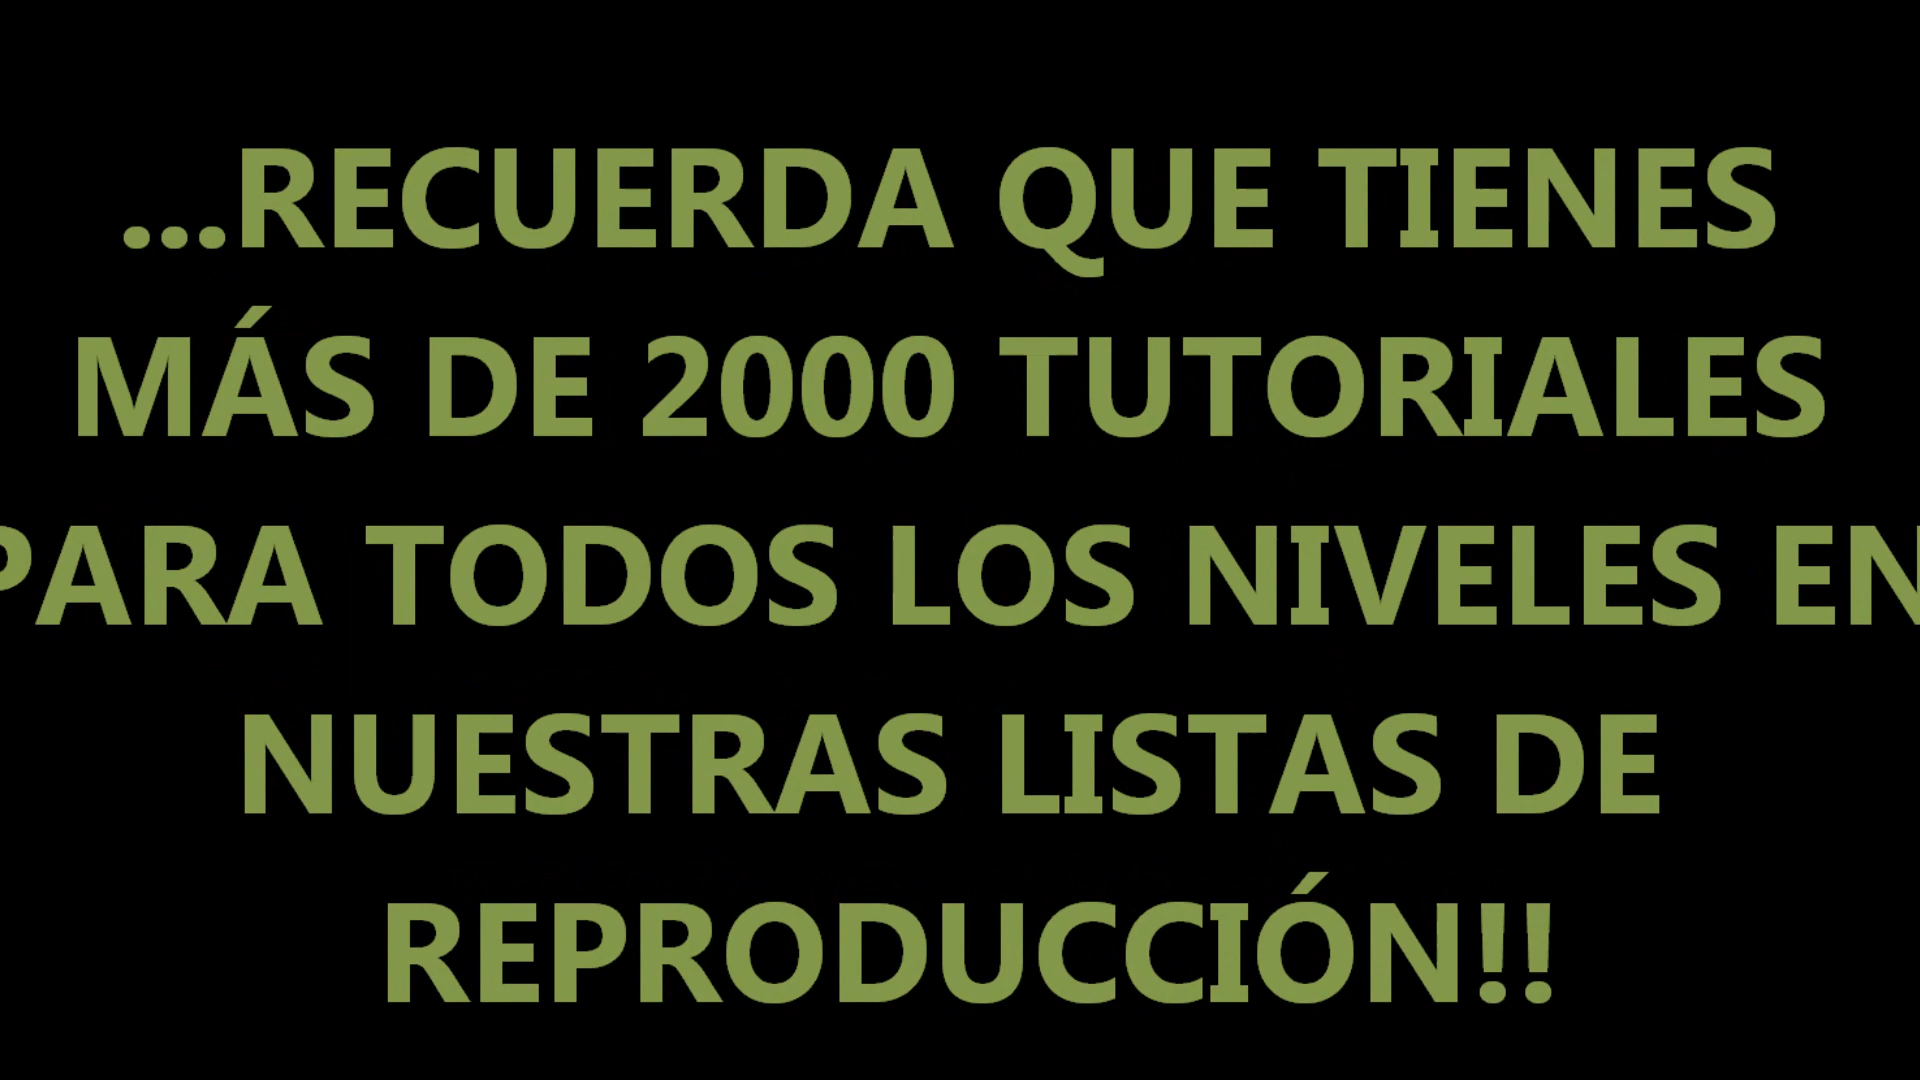 ...RECUERDA QUE TIENES
MÁS DE 2000 TUTORIALES
PARA TODOS LOS NIVELES EN
NUESTRAS LISTAS DE
REPRODUCCIÓN!!